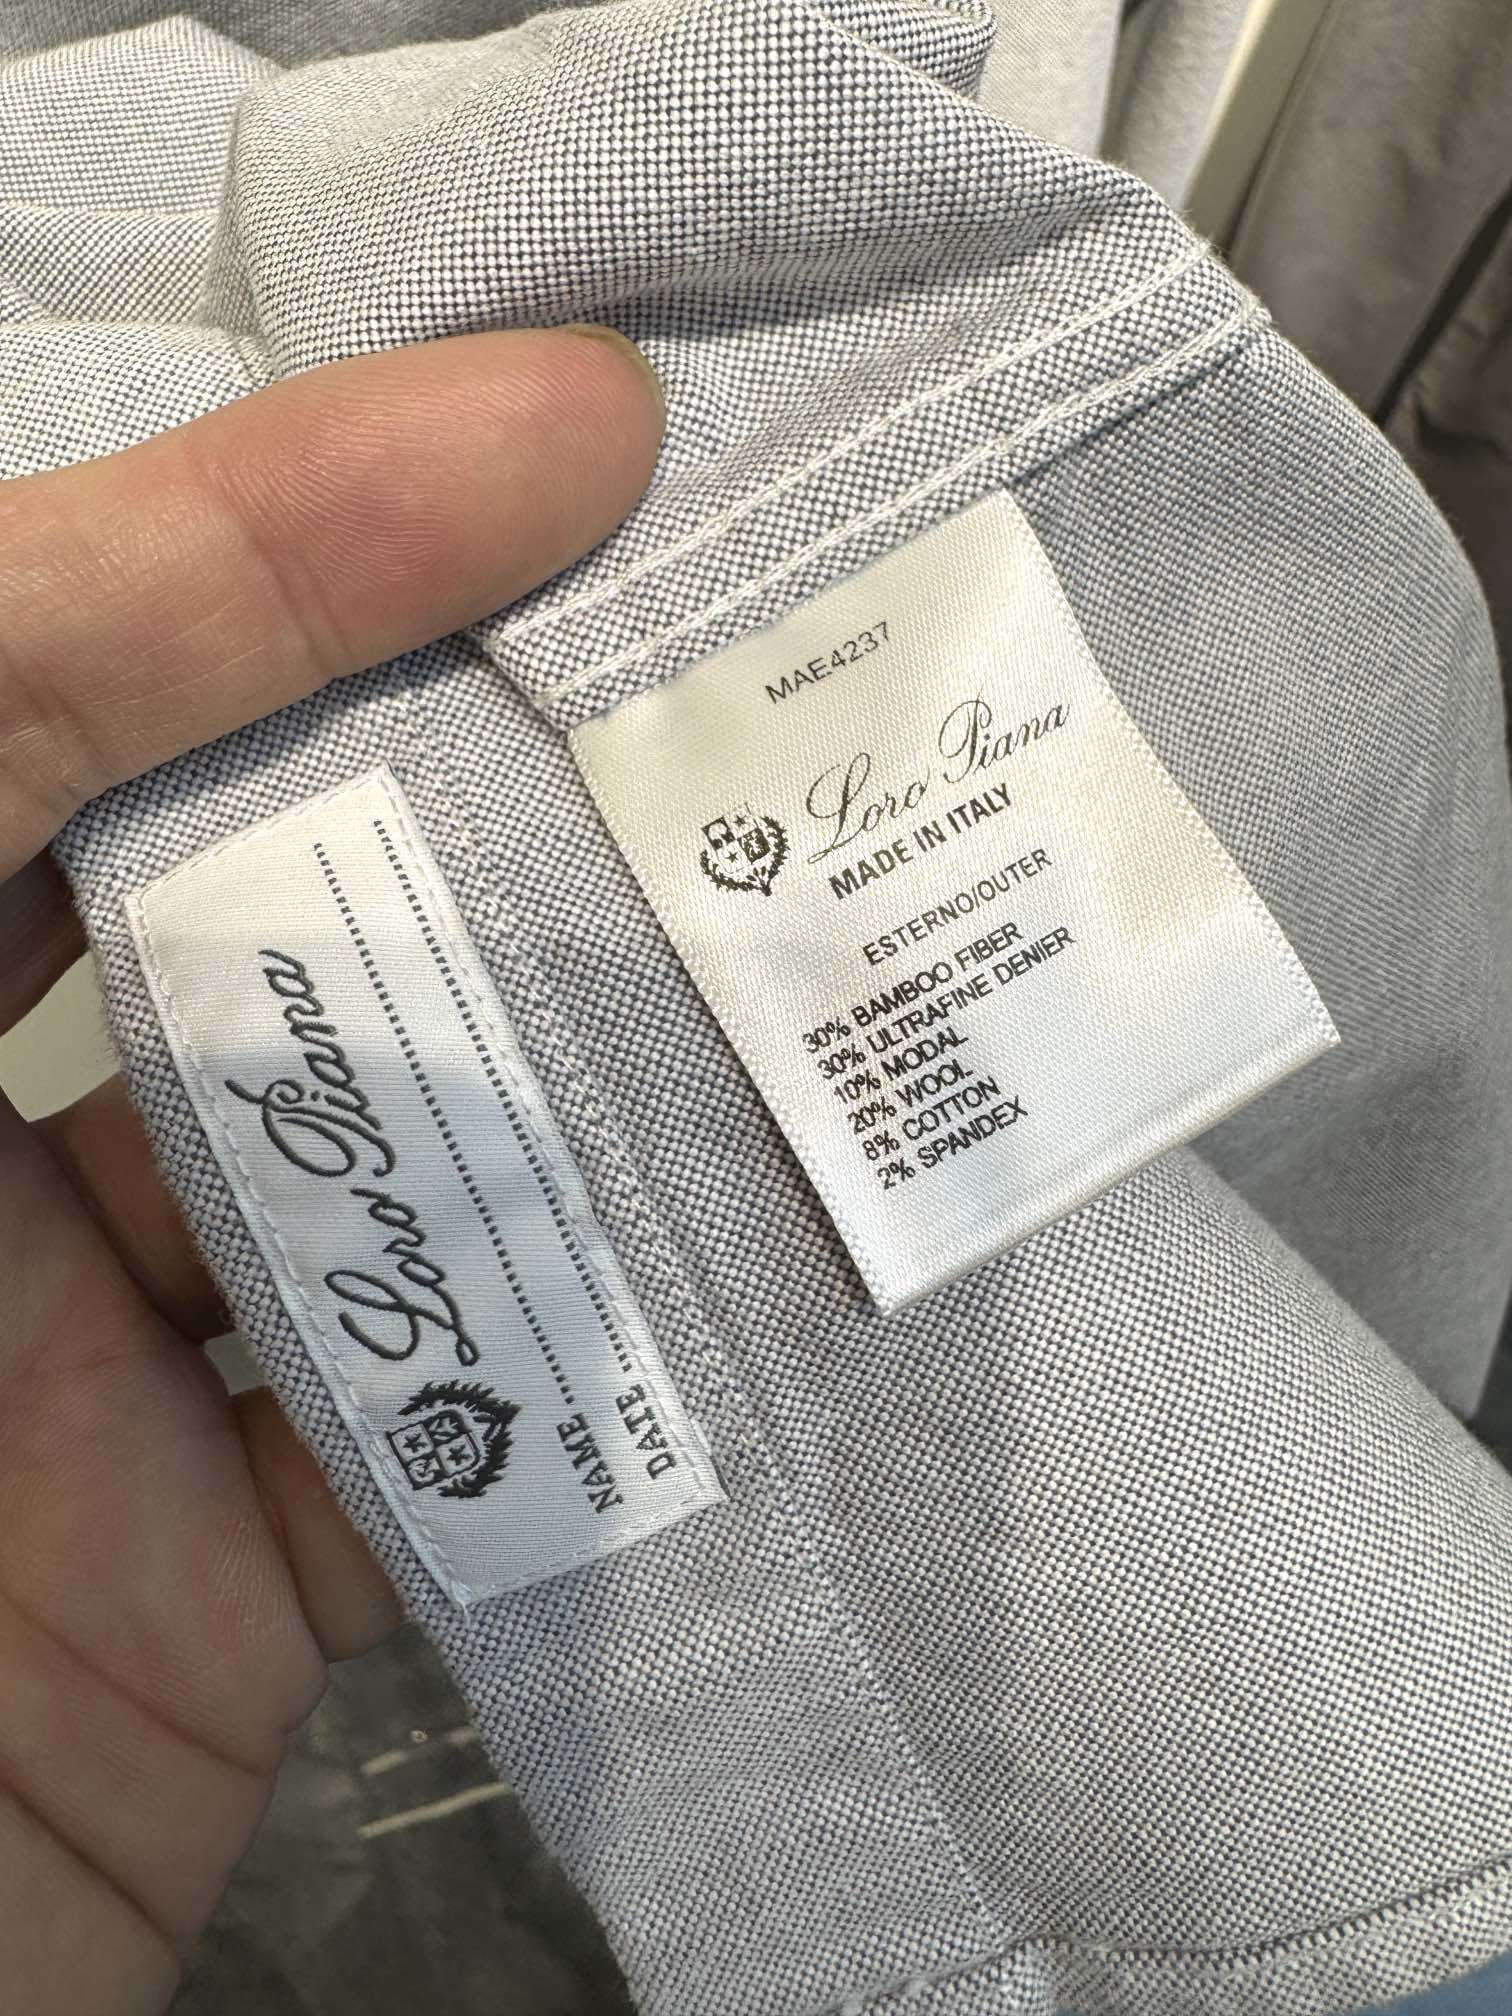 MAE4237
Loro Piana
MADE IN ITALY
ESTERNO/OUTER
30% BAMBOO FIBER
30% ULTRAFINE DENIER
10% MODAL
20% WOOL
8% COTTON
2% SPANDEX
Loro Piana
NAME
DATE